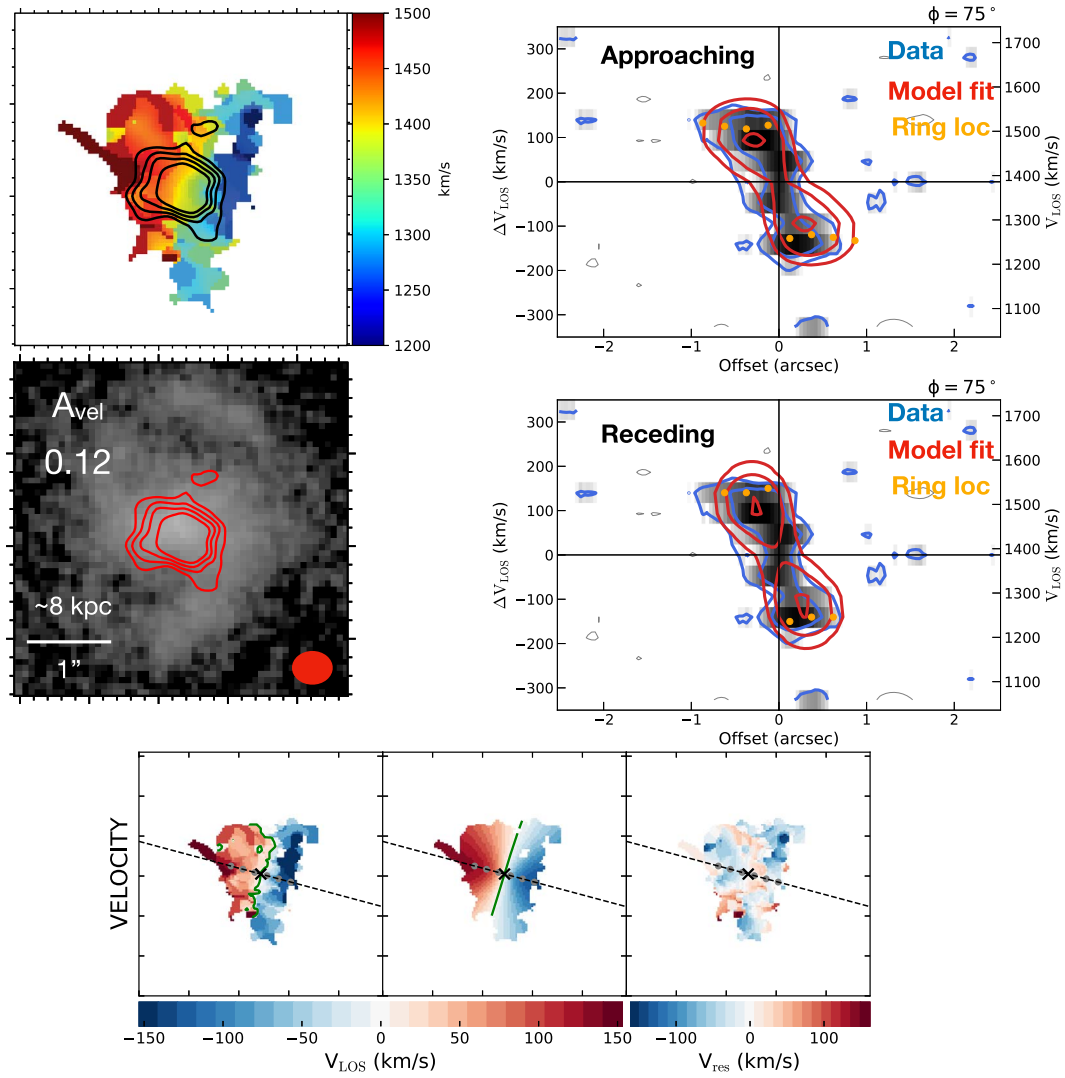 1500
1450
1400
1350
1300
1250
1200
km/s
ϕ = 75°
Approaching
Data
Model fit
Ring loc
300
200
100
0
−100
−200
−300
ΔV_LOS (km/s)
1700
1600
1500
1400
1300
1200
1100
V_LOS (km/s)
−2 −1 0 1 2
Offset (arcsec)
A_vel
0.12
~8 kpc
1”
ϕ = 75°
Receding
Data
Model fit
Ring loc
300
200
100
0
−100
−200
−300
ΔV_LOS (km/s)
1700
1600
1500
1400
1300
1200
1100
V_LOS (km/s)
−2 −1 0 1 2
Offset (arcsec)
VELOCITY
−150 −100 −50 0 50 100 150
V_LOS (km/s)
−100 0 100
V_res (km/s)